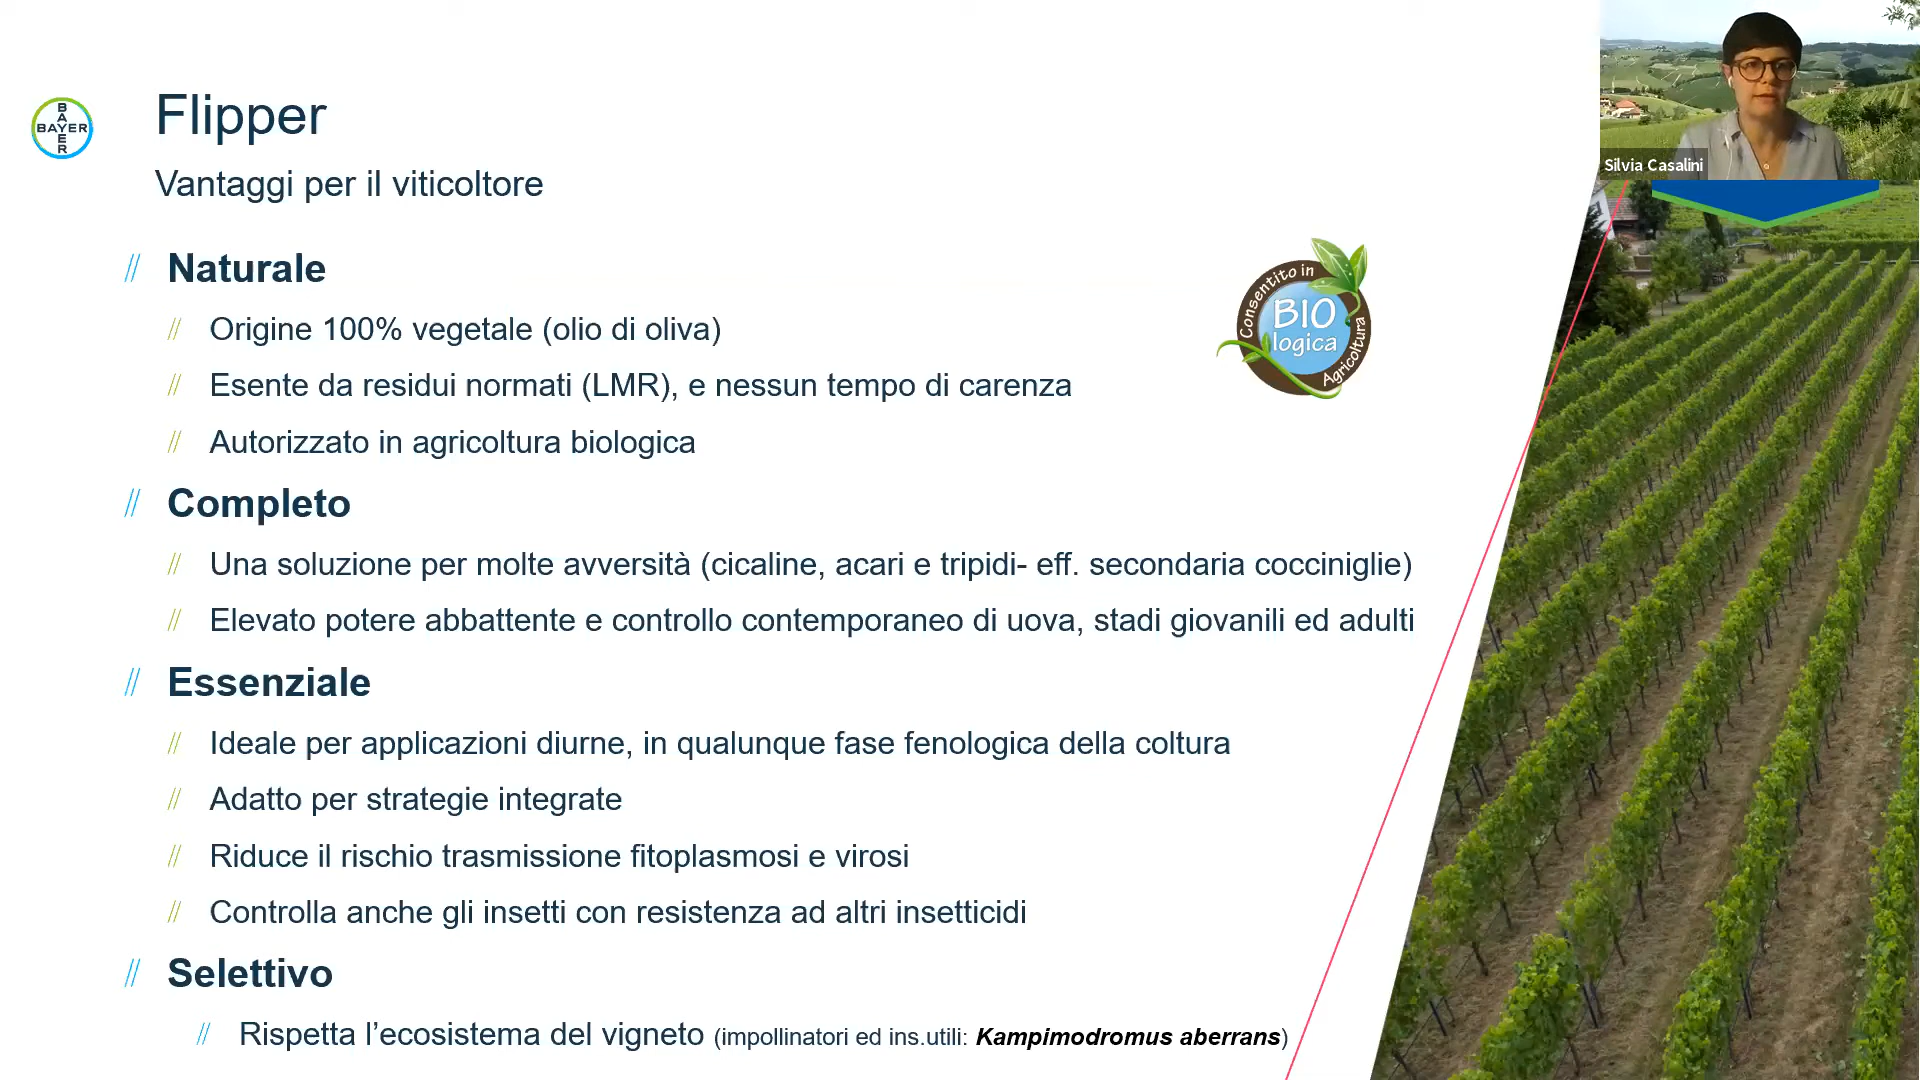 BAYER
BAYER
Flipper
Vantaggi per il viticoltore
Silvia Casalini
// Naturale
// Origine 100% vegetale (olio di oliva)
// Esente da residui normati (LMR), e nessun tempo di carenza
// Autorizzato in agricoltura biologica
Consentito in
BIO
logica
Agricoltura
// Completo
// Una soluzione per molte avversità (cicaline, acari e tripidi- eff. secondaria cocciniglie)
// Elevato potere abbattente e controllo contemporaneo di uova, stadi giovanili ed adulti
// Essenziale
// Ideale per applicazioni diurne, in qualunque fase fenologica della coltura
// Adatto per strategie integrate
// Riduce il rischio trasmissione fitoplasmosi e virosi
// Controlla anche gli insetti con resistenza ad altri insetticidi
// Selettivo
// Rispetta l’ecosistema del vigneto (impollinatori ed ins.utili: Kampimodromus aberrans)